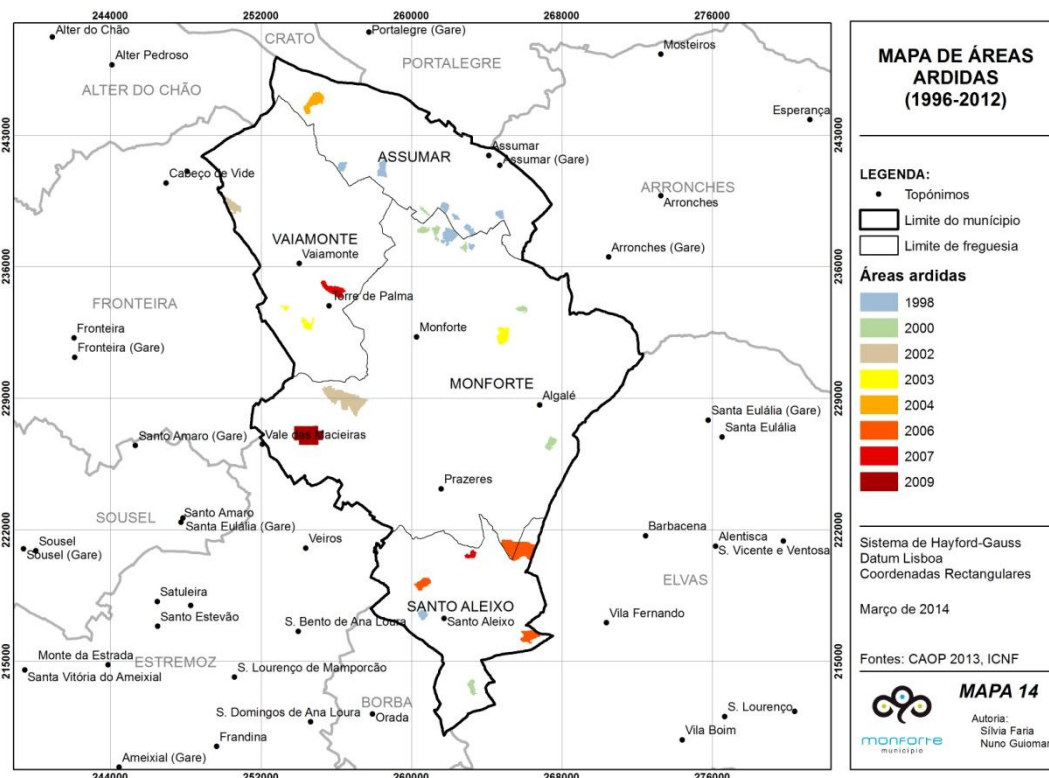 244000 252000 260000 268000 276000
Alter do Chão
CRATO
Portalegre (Gare)
Mosteiros
Alter Pedroso
PORTALEGRE
ALTER DO CHÃO
Esperança
243000 243000
ASSUMAR
Assumar
Assumar (Gare)
Cabeço de Vide
ARRONCHES
Arronches
VAIAMONTE
Vaiamonte
Arronches (Gare)
236000 236000
FRONTEIRA
Torre de Palma
Fronteira
Monforte
Fronteira (Gare)
MONFORTE
Algalé
229000 229000
Santa Eulália (Gare)
Santa Eulália
Santo Amaro (Gare)
Vale das Macieiras
Prazeres
SOUSEL
Santo Amaro
Santa Eulália (Gare)
222000 222000
Barbacena
Sousel
Sousel (Gare)
Veiros
Alentisca
S. Vicente e Ventosa
ELVAS
Satuleira
Santo Estevão
SANTO ALEIXO
Santo Aleixo
Vila Fernando
S. Bento de Ana Loura
Monte da Estrada
ESTREMOZ
Santa Vitória do Ameixial
S. Lourenço de Mamporcão
215000 215000
BORBA
Orada
S. Domingos de Ana Loura
S. Lourenço
Frandina
Vila Boim
Ameixial (Gare)
244000 252000 260000 268000 276000
MAPA DE ÁREAS
ARDIDAS
(1996-2012)
LEGENDA:
Topónimos
Limite do munícipio
Limite de freguesia
Áreas ardidas
1998
2000
2002
2003
2004
2006
2007
2009
Sistema de Hayford-Gauss
Datum Lisboa
Coordenadas Rectangulares
Março de 2014
Fontes: CAOP 2013, ICNF
MAPA 14
monforte
município
Autoria:
Sílvia Faria
Nuno Guiomar